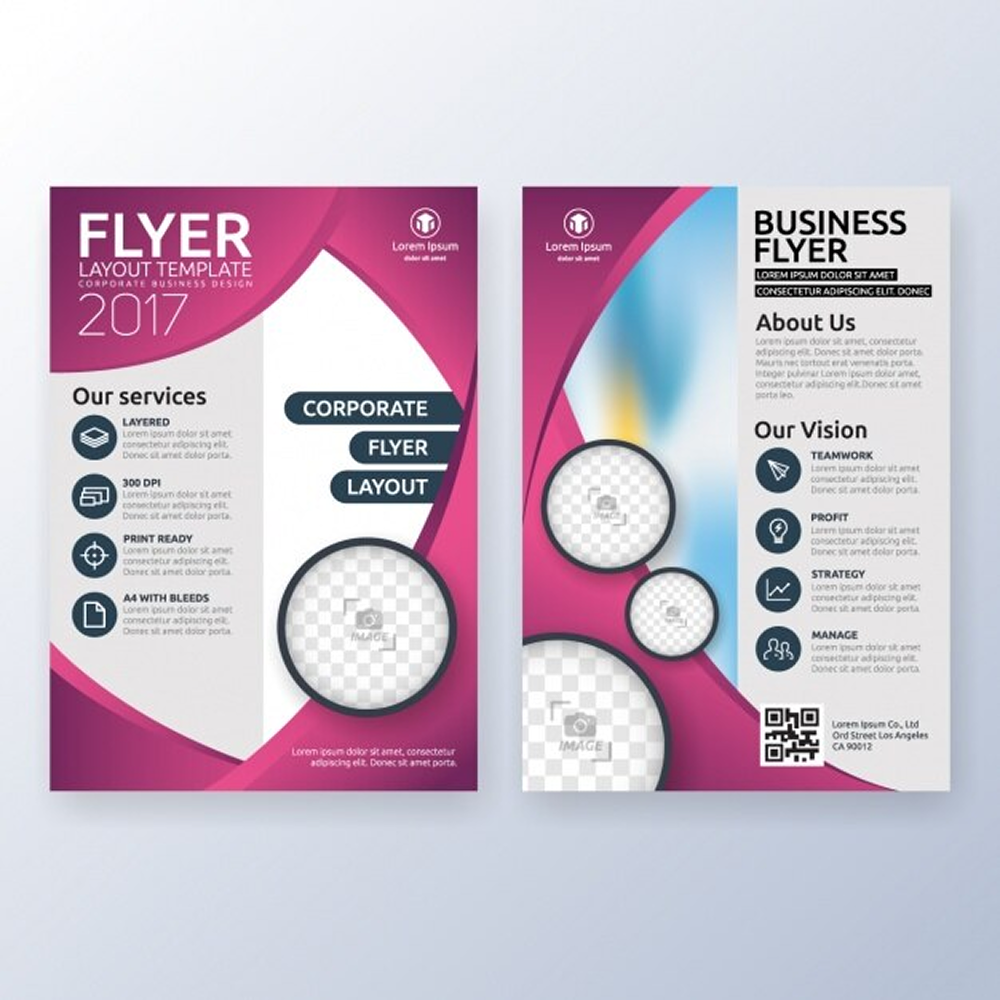 FLYER
LAYOUT TEMPLATE
CORPORATE BUSINESS DESIGN
2017
Lorem Ipsum
dolor sit amet
Our services
LAYERED
Lorem ipsum dolor sit amet,
consectetur adipiscing elit.
Donec sit amet dolor porta.
300 DPI
Lorem ipsum dolor sit amet,
consectetur adipiscing elit.
Donec sit amet dolor porta.
PRINT READY
Lorem ipsum dolor sit amet,
consectetur adipiscing elit.
Donec sit amet dolor porta.
A4 WITH BLEEDS
Lorem ipsum dolor sit amet,
consectetur adipiscing elit.
Donec sit amet dolor porta.
CORPORATE
FLYER
LAYOUT
IMAGE
Lorem ipsum dolor sit amet, consectetur
adipiscing elit. Donec sit amet dolor porta.
Lorem Ipsum
dolor sit amet
IMAGE
IMAGE
IMAGE
BUSINESS
FLYER
LOREM IPSUM DOLOR SIT AMET
CONSECTETUR ADIPISCING ELIT. DONEC
About Us
Lorem ipsum dolor sit amet, consectetur
adipiscing elit. Donec sit amet dolor porta.
Maecenas nec mi luctus, dictum erat et,
Integer pulvinar Lorem ipsum dolor sit amet,
consectetur adipiscing elit.Donec sit amet dolor
porta leo.
Our Vision
TEAMWORK
Lorem ipsum dolor sit amet,
consectetur adipiscing elit.
Donec sit amet dolor porta.
PROFIT
Lorem ipsum dolor sit amet,
consectetur adipiscing elit.
Donec sit amet dolor porta.
STRATEGY
Lorem ipsum dolor sit amet,
consectetur adipiscing elit.
Donec sit amet dolor porta.
MANAGE
Lorem ipsum dolor sit amet,
consectetur adipiscing elit.
Donec sit amet dolor porta.
Lorem Ipsum Co., Ltd
Ord Street Los Angeles
CA 90012